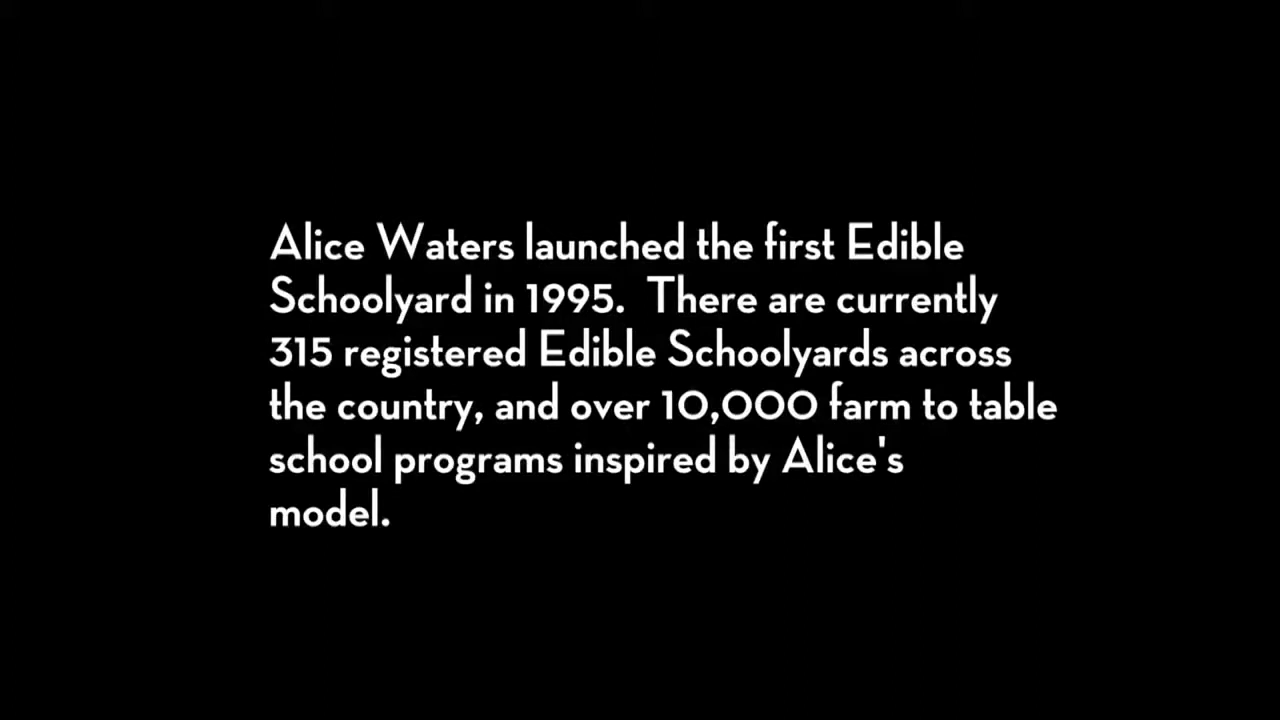 Alice Waters launched the first Edible
Schoolyard in 1995.  There are currently
315 registered Edible Schoolyards across
the country, and over 10,000 farm to table
school programs inspired by Alice's
model.